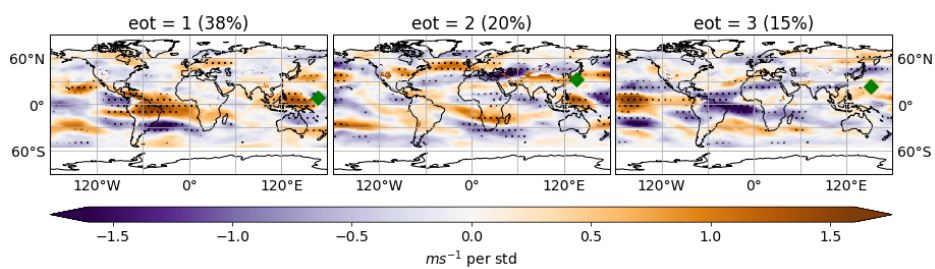 eot = 1 (38%) eot = 2 (20%) eot = 3 (15%)
60°N 60°N
0° 0°
60°S 60°S
120°W 0° 120°E 120°W 0° 120°E 120°W 0° 120°E
−1.5 −1.0 −0.5 0.0 0.5 1.0 1.5
ms⁻¹ per std